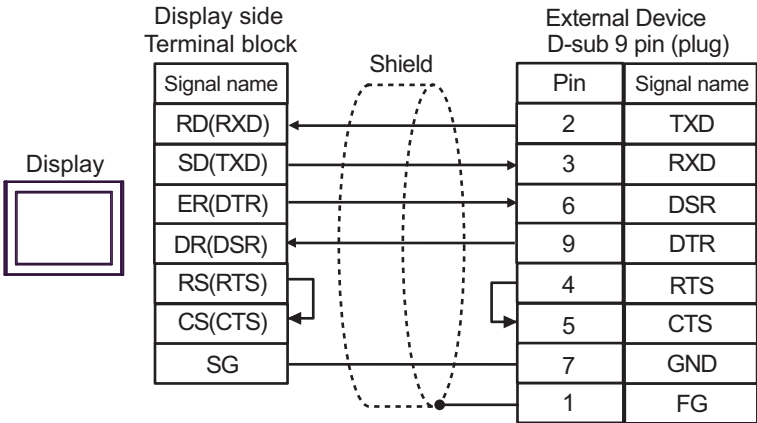 Display side
Terminal block
External Device
D-sub 9 pin (plug)
Shield
Signal name
Pin
Signal name
RD(RXD)
2
TXD
SD(TXD)
3
RXD
Display
ER(DTR)
6
DSR
DR(DSR)
9
DTR
RS(RTS)
4
RTS
CS(CTS)
5
CTS
SG
7
GND
1
FG